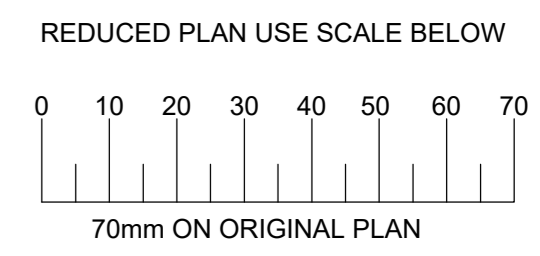 REDUCED PLAN USE SCALE BELOW
0 10 20 30 40 50 60 70
70mm ON ORIGINAL PLAN